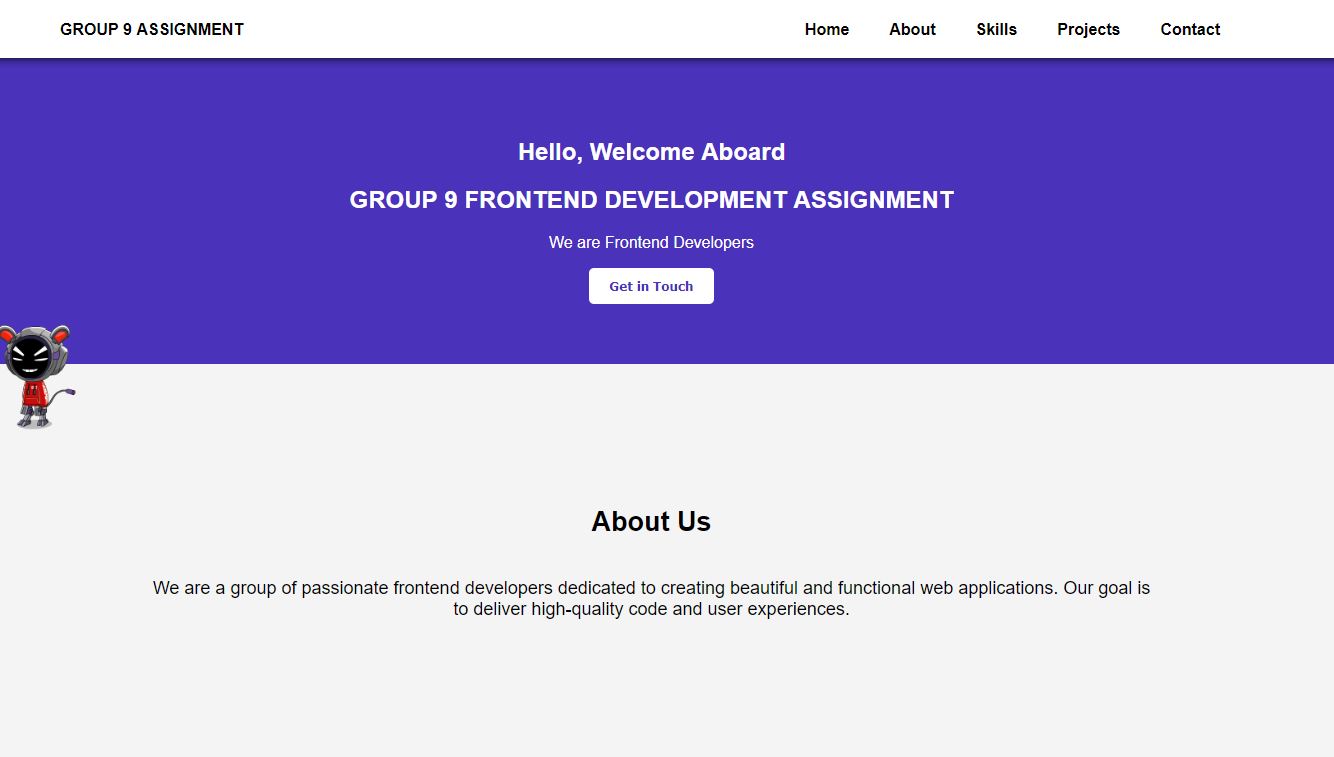 GROUP 9 ASSIGNMENT
Home About Skills Projects Contact
Hello, Welcome Aboard
GROUP 9 FRONTEND DEVELOPMENT ASSIGNMENT
We are Frontend Developers
Get in Touch
About Us
We are a group of passionate frontend developers dedicated to creating beautiful and functional web applications. Our goal is
to deliver high-quality code and user experiences.